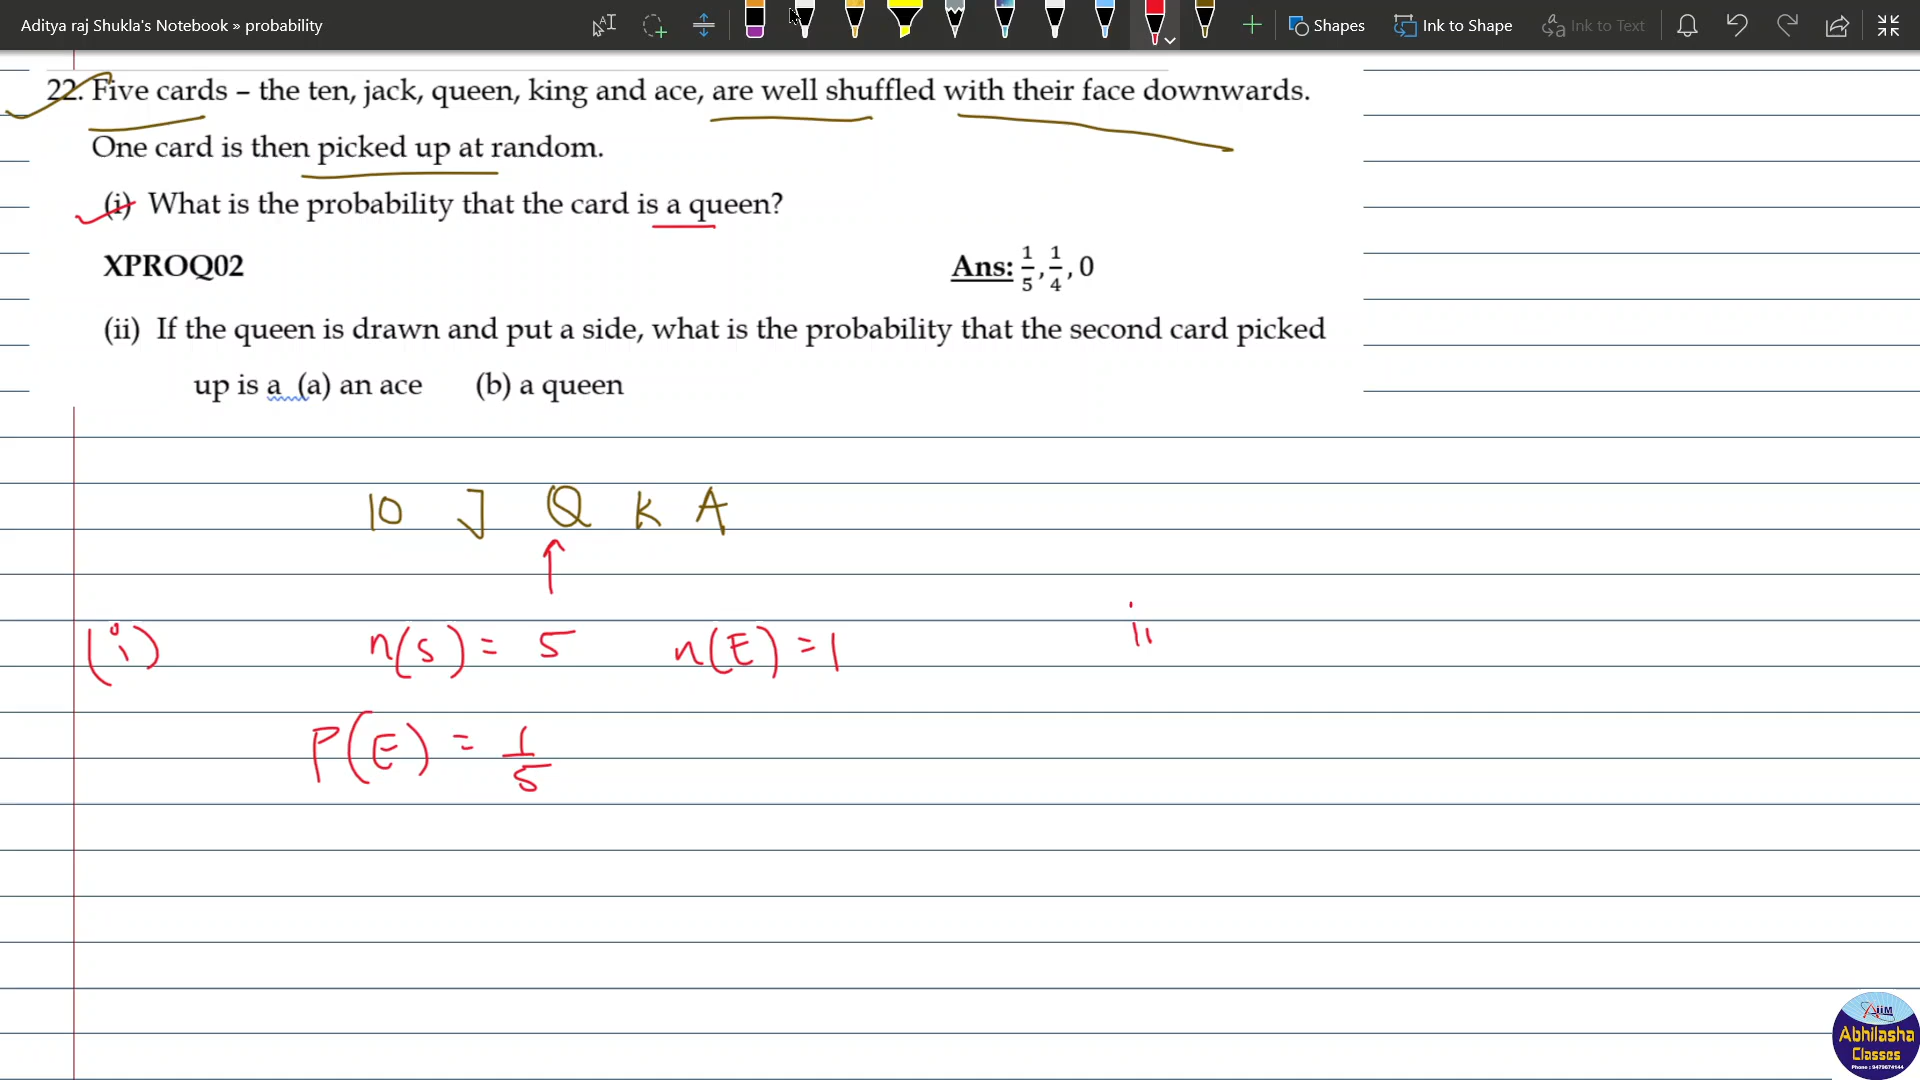 Aditya raj Shukla's Notebook » probability
Shapes
Ink to Shape
Ink to Text
22. Five cards – the ten, jack, queen, king and ace, are well shuffled with their face downwards.
One card is then picked up at random.
(i) What is the probability that the card is a queen?
XPROQ02 Ans: 1/5, 1/4, 0
(ii) If the queen is drawn and put a side, what is the probability that the second card picked
up is a (a) an ace (b) a queen
10 J Q K A
(i) n(S) = 5 n(E) = 1 ii
P(E) = 1/5
AiiM
Abhilasha
Classes
Phone : 9479874144